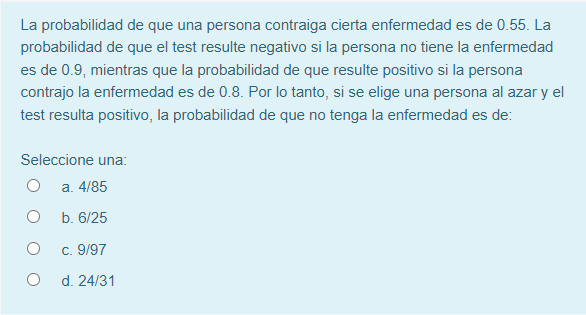 La probabilidad de que una persona contraiga cierta enfermedad es de 0.55. La
probabilidad de que el test resulte negativo si la persona no tiene la enfermedad
es de 0.9, mientras que la probabilidad de que resulte positivo si la persona
contrajo la enfermedad es de 0.8. Por lo tanto, si se elige una persona al azar y el
test resulta positivo, la probabilidad de que no tenga la enfermedad es de:
Seleccione una:
a. 4/85
b. 6/25
c. 9/97
d. 24/31